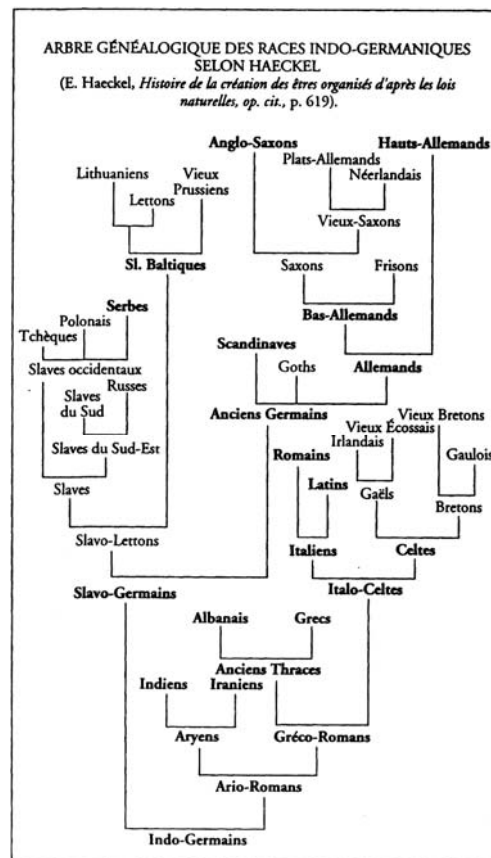 ARBRE GÉNÉALOGIQUE DES RACES INDO-GERMANIQUES
SELON HAECKEL
(E. Haeckel, Histoire de la création des êtres organisés d'après les lois
naturelles, op. cit., p. 619).
Anglo-Saxons Hauts-Allemands
Plats-Allemands
Lithuaniens Vieux Néerlandais
Prussiens
Lettons
Vieux-Saxons
Sl. Baltiques Saxons Frisons
Serbes Bas-Allemands
Polonais
Tchèques Scandinaves
Slaves occidentaux Goths Allemands
Russes
Slaves
du Sud Anciens Germains Vieux Bretons
Vieux Écossais
Slaves du Sud-Est Romains Irlandais Gaulois
Latins
Slaves Gaëls Bretons
Slavo-Lettons Italiens Celtes
Slavo-Germains Italo-Celtes
Albanais Grecs
Anciens Thraces
Indiens Iraniens
Aryens Gréco-Romans
Ario-Romans
Indo-Germains